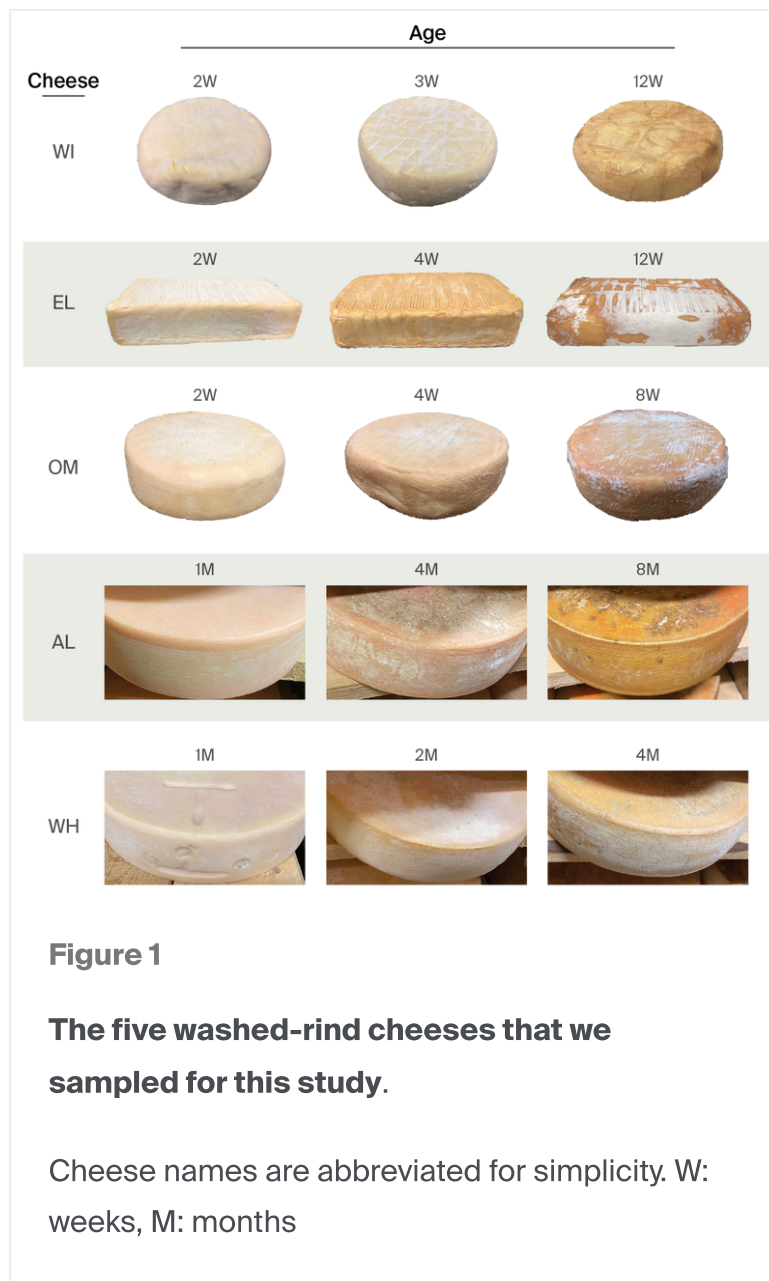 Age
Cheese 2W 3W 12W
WI
2W 4W 12W
EL
2W 4W 8W
OM
1M 4M 8M
AL
1M 2M 4M
WH
Figure 1
The five washed-rind cheeses that we
sampled for this study.
Cheese names are abbreviated for simplicity. W:
weeks, M: months